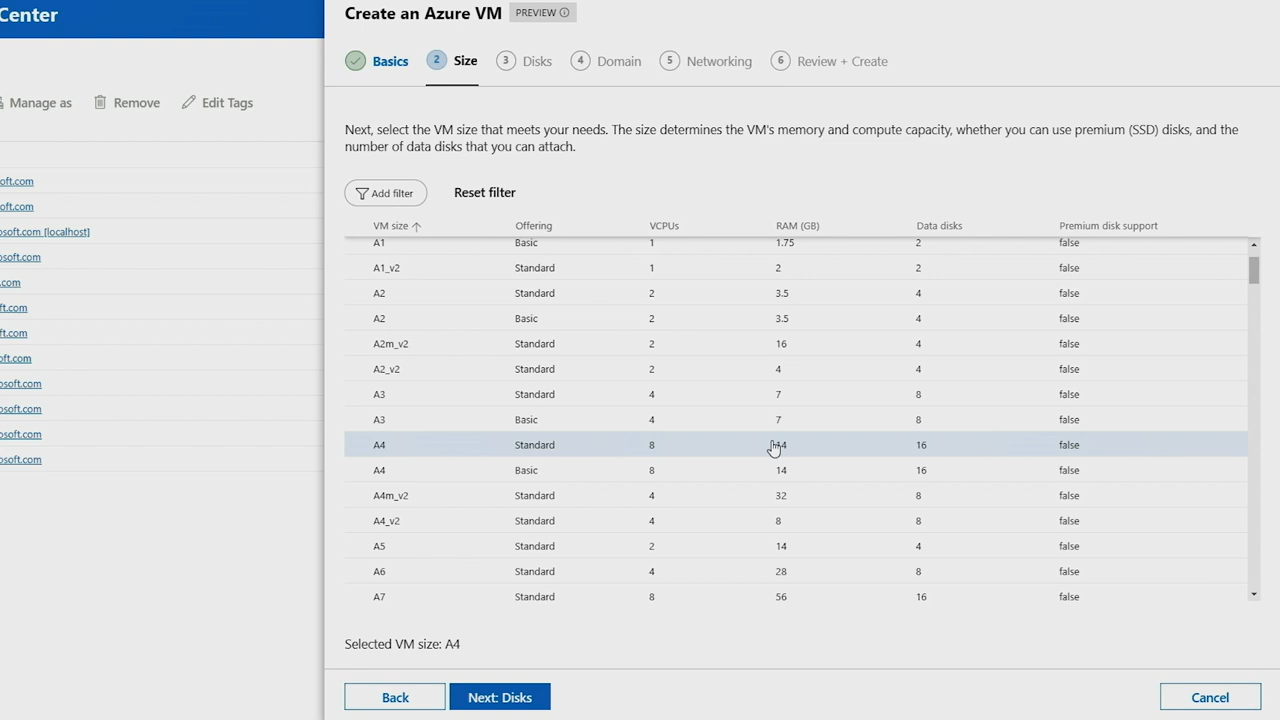 Center
Manage as Remove Edit Tags
soft.com
soft.com
osoft.com [localhost]
soft.com
.com
ft.com
ft.com
oft.com
osoft.com
osoft.com
osoft.com
osoft.com
Create an Azure VM PREVIEW
Basics 2 Size 3 Disks 4 Domain 5 Networking 6 Review + Create
Next, select the VM size that meets your needs. The size determines the VM's memory and compute capacity, whether you can use premium (SSD) disks, and the
number of data disks that you can attach.
Add filter Reset filter
VM size Offering VCPUs RAM (GB) Data disks Premium disk support
A1 Basic 1 1.75 2 false
A1_v2 Standard 1 2 2 false
A2 Standard 2 3.5 4 false
A2 Basic 2 3.5 4 false
A2m_v2 Standard 2 16 4 false
A2_v2 Standard 2 4 4 false
A3 Standard 4 7 8 false
A3 Basic 4 7 8 false
A4 Standard 8 14 16 false
A4 Basic 8 14 16 false
A4m_v2 Standard 4 32 8 false
A4_v2 Standard 4 8 8 false
A5 Standard 2 14 4 false
A6 Standard 4 28 8 false
A7 Standard 8 56 16 false
Selected VM size: A4
Back Next: Disks Cancel